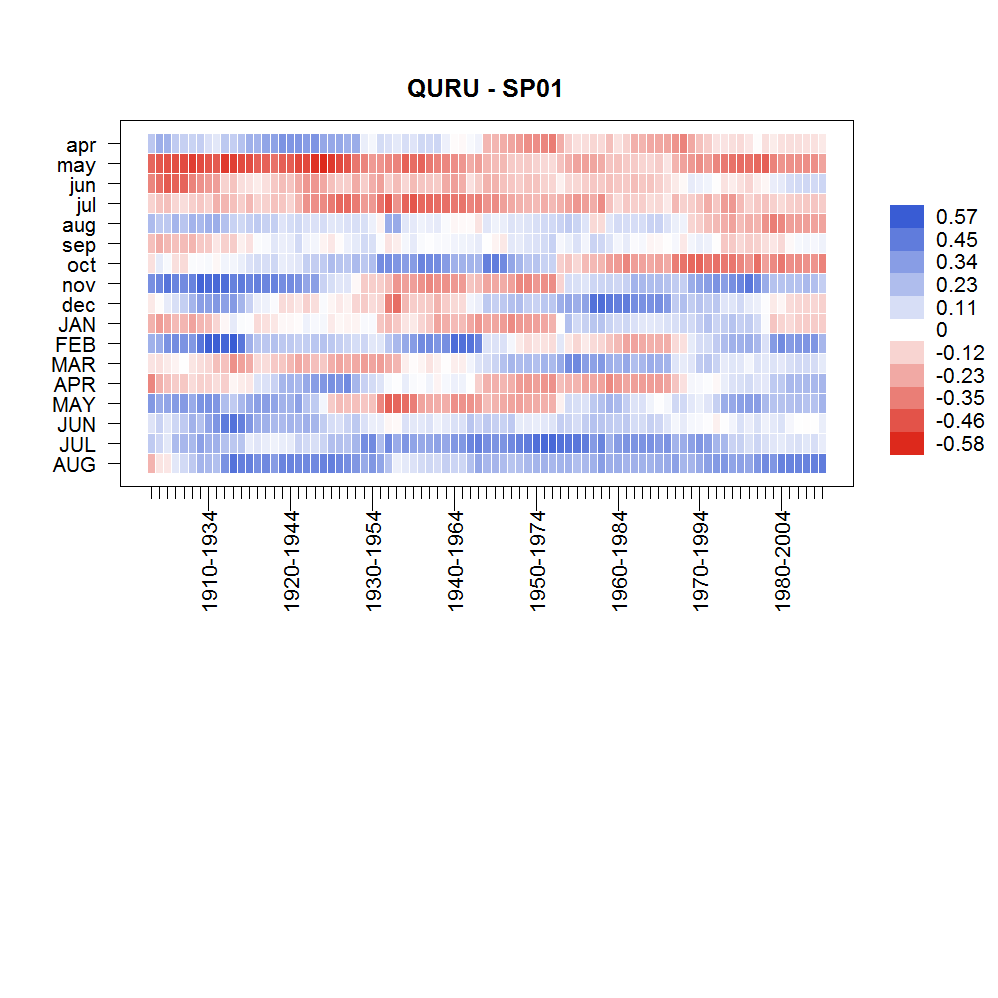 QURU - SP01
apr
may
jun
jul
aug
sep
oct
nov
dec
JAN
FEB
MAR
APR
MAY
JUN
JUL
AUG
0.57
0.45
0.34
0.23
0.11
0
-0.12
-0.23
-0.35
-0.46
-0.58
1910-1934
1920-1944
1930-1954
1940-1964
1950-1974
1960-1984
1970-1994
1980-2004